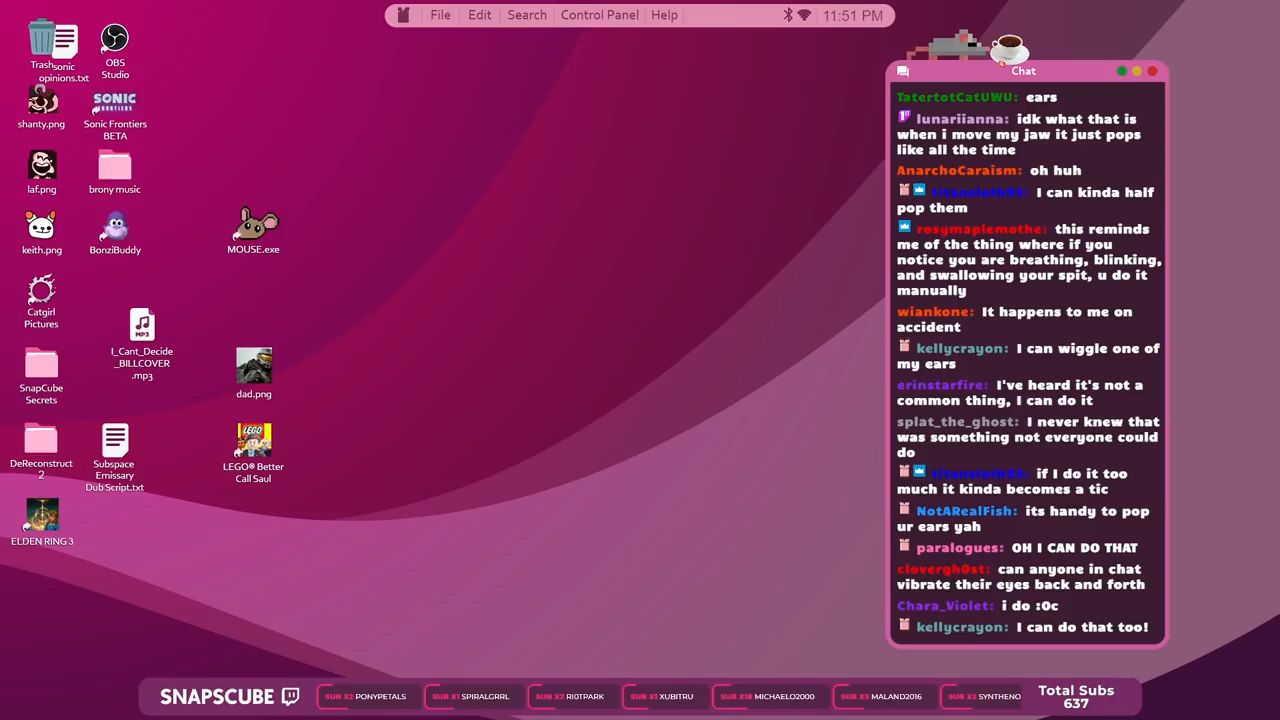 File Edit Search Control Panel Help 11:51 PM
Trash
sonic
opinions.txt
OBS
Studio
shanty.png
SONIC
FRONTIERS
Sonic Frontiers
BETA
laf.png
brony music
keith.png
BonziBuddy
MOUSE.exe
Catgirl
Pictures
MP3
I_Cant_Decide
_BILLCOVER
.mp3
SnapCube
Secrets
dad.png
DeReconstruct
2
Subspace
Emissary
Dub Script.txt
LEGO
LEGO® Better
Call Saul
ELDEN RING 3
Chat
TatertotCatUWU: ears
lunariianna: idk what that is
when i move my jaw it just pops
like all the time
AnarchoCaraism: oh huh
I can kinda half
pop them
rosymaplemothe: this reminds
me of the thing where if you
notice you are breathing, blinking,
and swallowing your spit, u do it
manually
wiankone: It happens to me on
accident
kellycrayon: I can wiggle one of
my ears
erinstarfire: I've heard it's not a
common thing, I can do it
splat_the_ghost: I never knew that
was something not everyone could
do
if I do it too
much it kinda becomes a tic
NotARealFish: its handy to pop
ur ears yah
paralogues: OH I CAN DO THAT
clovergh0st: can anyone in chat
vibrate their eyes back and forth
Chara_Violet: i do :0c
kellycrayon: I can do that too!
SNAPSCUBE
SUB X2 PONYPETALS
SUB X1 SPIRALGRRL
SUB X2 RI0TPARK
SUB X1 XUBITRU
SUB X18 MICHAELO2000
SUB X5 MALAND2016
SUB X2 SYNTHENO
Total Subs
637